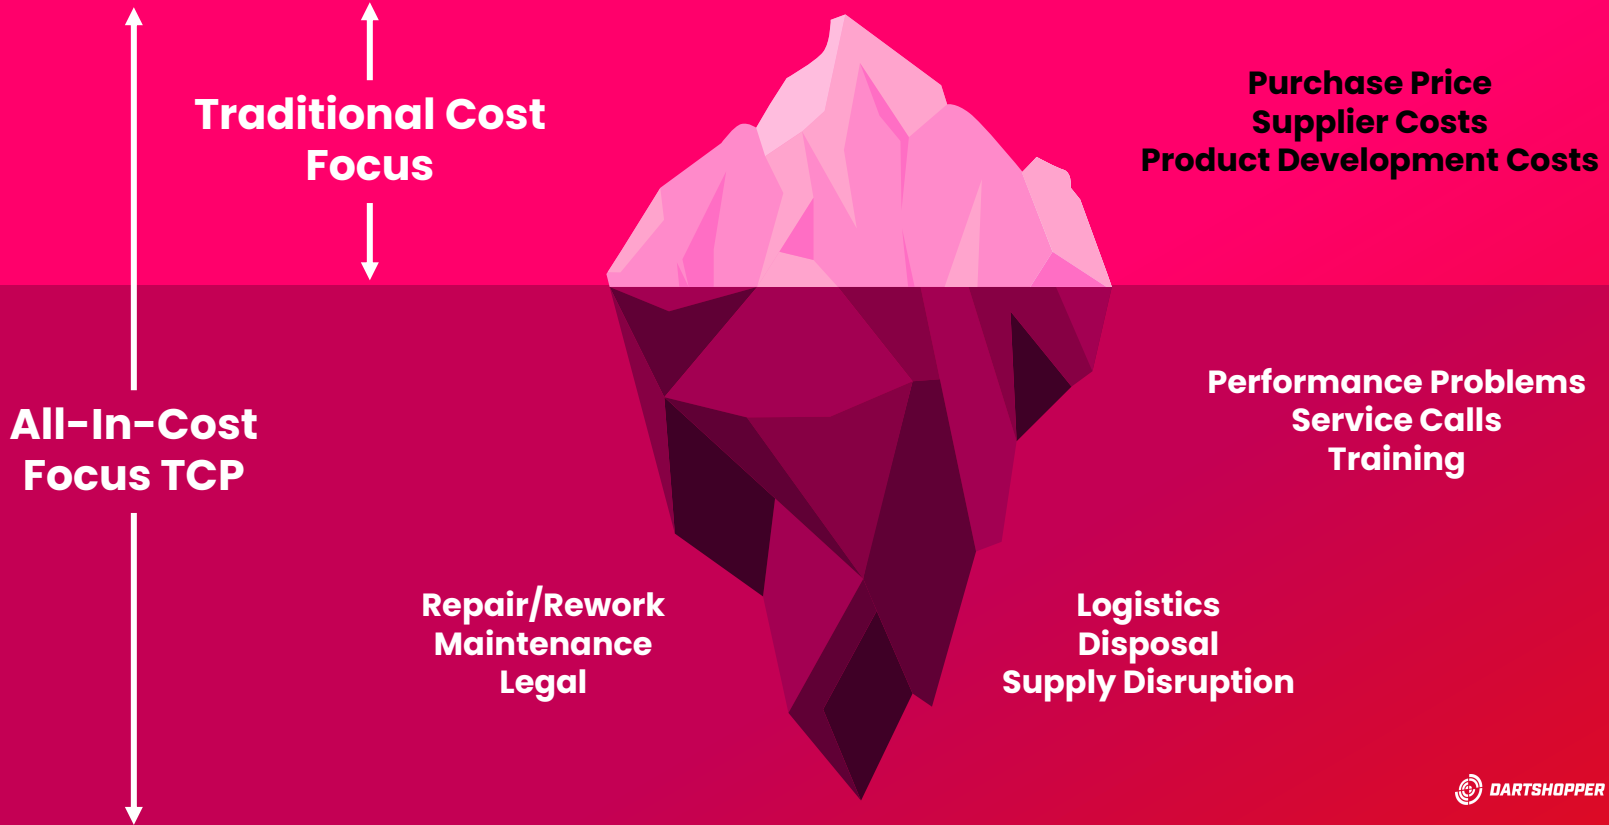 Traditional Cost
Focus
Purchase Price
Supplier Costs
Product Development Costs
All-In-Cost
Focus TCP
Performance Problems
Service Calls
Training
Repair/Rework
Maintenance
Legal
Logistics
Disposal
Supply Disruption
DARTSHOPPER